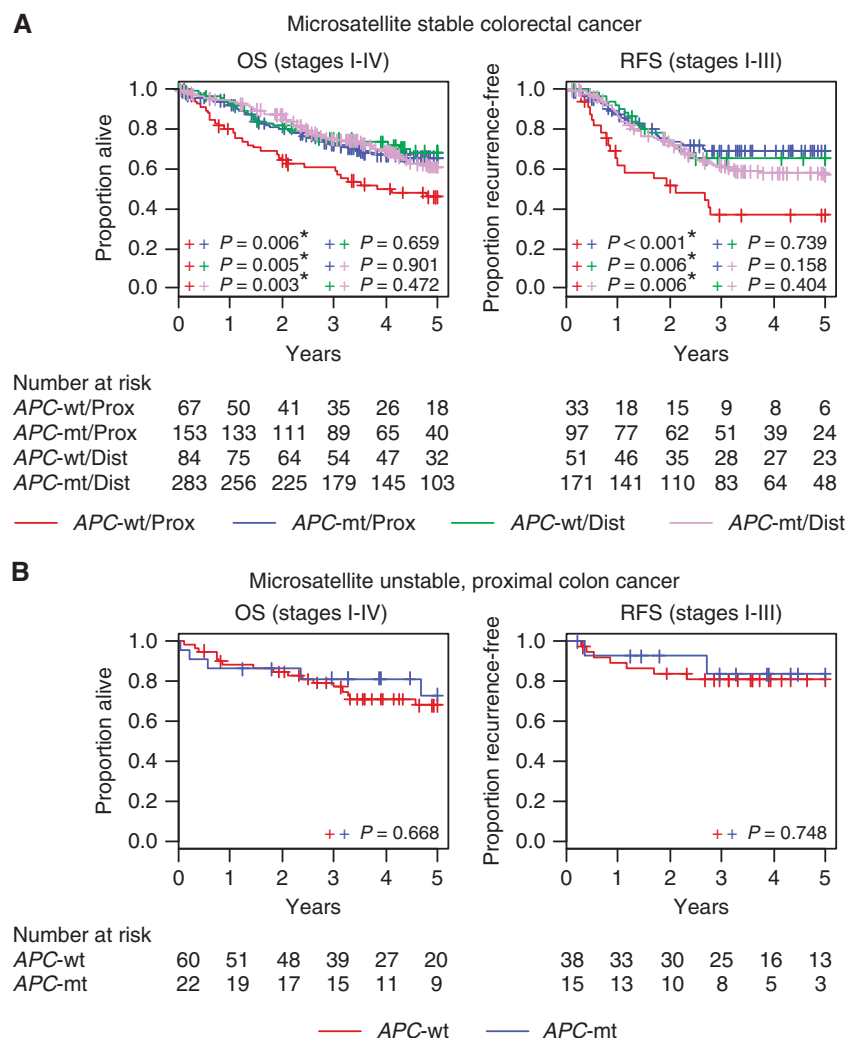 A
Microsatellite stable colorectal cancer
OS (stages I-IV)
RFS (stages I-III)
Proportion alive
1.0
0.8
0.6
0.4
0.2
0.0
+ + P = 0.006* + + P = 0.659
+ + P = 0.005* + + P = 0.901
+ + P = 0.003* + + P = 0.472
0 1 2 3 4 5
Years
Proportion recurrence-free
1.0
0.8
0.6
0.4
0.2
0.0
+ + P < 0.001* + + P = 0.739
+ + P = 0.006* + + P = 0.158
+ + P = 0.006* + + P = 0.404
0 1 2 3 4 5
Years
Number at risk
APC-wt/Prox 67 50 41 35 26 18 33 18 15 9 8 6
APC-mt/Prox 153 133 111 89 65 40 97 77 62 51 39 24
APC-wt/Dist 84 75 64 54 47 32 51 46 35 28 27 23
APC-mt/Dist 283 256 225 179 145 103 171 141 110 83 64 48
APC-wt/Prox APC-mt/Prox APC-wt/Dist APC-mt/Dist
B
Microsatellite unstable, proximal colon cancer
OS (stages I-IV)
RFS (stages I-III)
Proportion alive
1.0
0.8
0.6
0.4
0.2
0.0
+ + P = 0.668
0 1 2 3 4 5
Years
Proportion recurrence-free
1.0
0.8
0.6
0.4
0.2
0.0
+ + P = 0.748
0 1 2 3 4 5
Years
Number at risk
APC-wt 60 51 48 39 27 20 38 33 30 25 16 13
APC-mt 22 19 17 15 11 9 15 13 10 8 5 3
APC-wt APC-mt